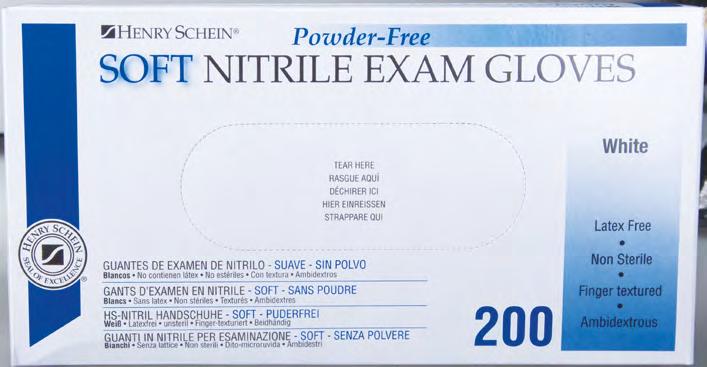 HENRY SCHEIN®
Powder-Free
SOFT NITRILE EXAM GLOVES
TEAR HERE
RASGUE AQUÍ
DÉCHIRER ICI
HIER EINREISSEN
STRAPPARE QUI
White
Latex Free
•
Non Sterile
•
Finger textured
•
Ambidextrous
HENRY SCHEIN
SEAL OF EXCELLENCE
®
GUANTES DE EXAMEN DE NITRILO - SUAVE - SIN POLVO
Blancos • No contienen látex • No estériles • Con textura • Ambidextros
GANTS D'EXAMEN EN NITRILE - SOFT - SANS POUDRE
Blancs • Sans latex • Non stériles • Texturés • Ambidextres
HS-NITRIL HANDSCHUHE - SOFT - PUDERFREI
Weiß • Latexfrei • unsteril • Finger-texturiert • Beidhändig
GUANTI IN NITRILE PER ESAMINAZIONE - SOFT - SENZA POLVERE
Bianchi • Senza lattice • Non sterili • Dito-microruvida • Ambidestri
200